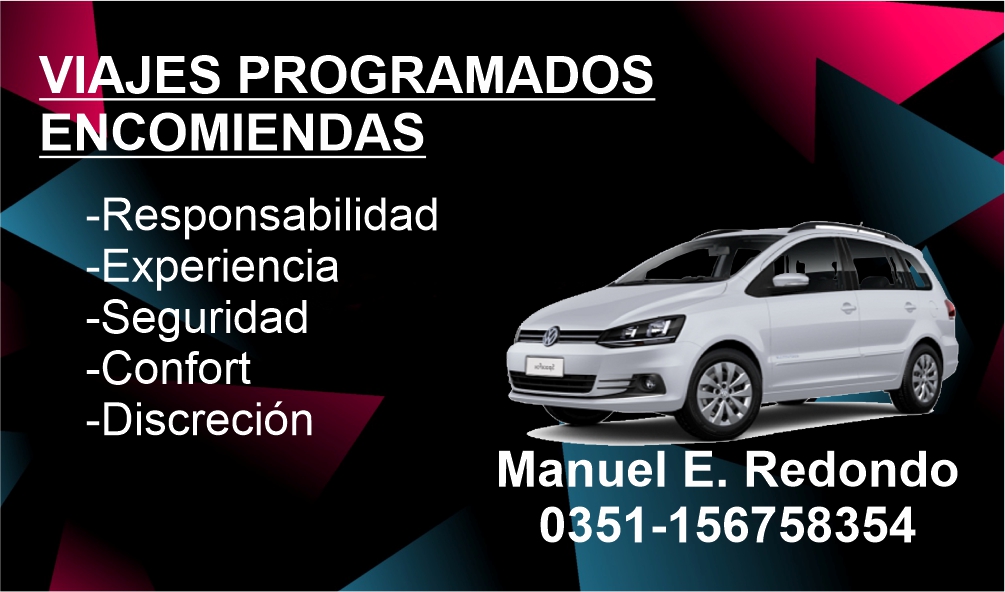 VIAJES PROGRAMADOS
ENCOMIENDAS
-Responsabilidad
-Experiencia
-Seguridad
-Confort
-Discreción
Manuel E. Redondo
0351-156758354